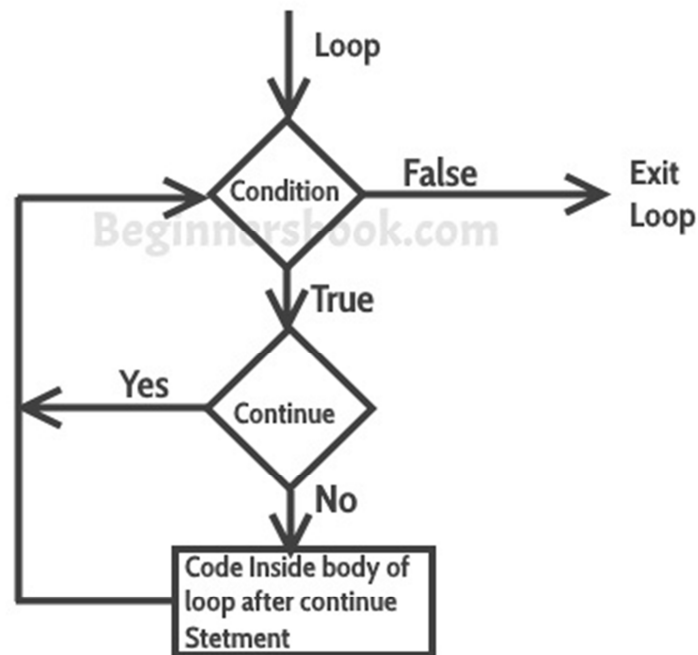 Loop
Condition
False
Exit
Loop
Beginnersbook.com
True
Yes
Continue
No
Code Inside body of
loop after continue
Stetment